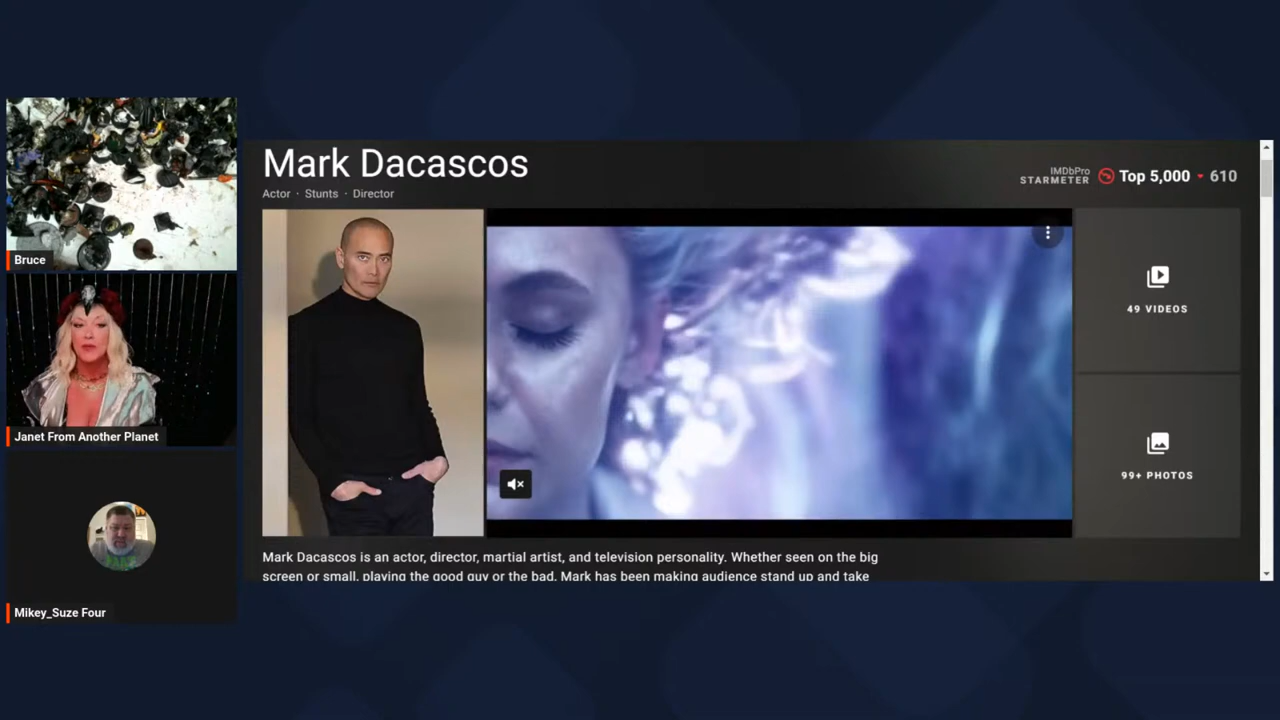 Mark Dacascos
Actor · Stunts · Director
IMDbPro
STARMETER
Top 5,000
610
49 VIDEOS
99+ PHOTOS
Mark Dacascos is an actor, director, martial artist, and television personality. Whether seen on the big
screen or small, playing the good guy or the bad, Mark has been making audience stand up and take
Bruce
Janet From Another Planet
Mikey_Suze Four